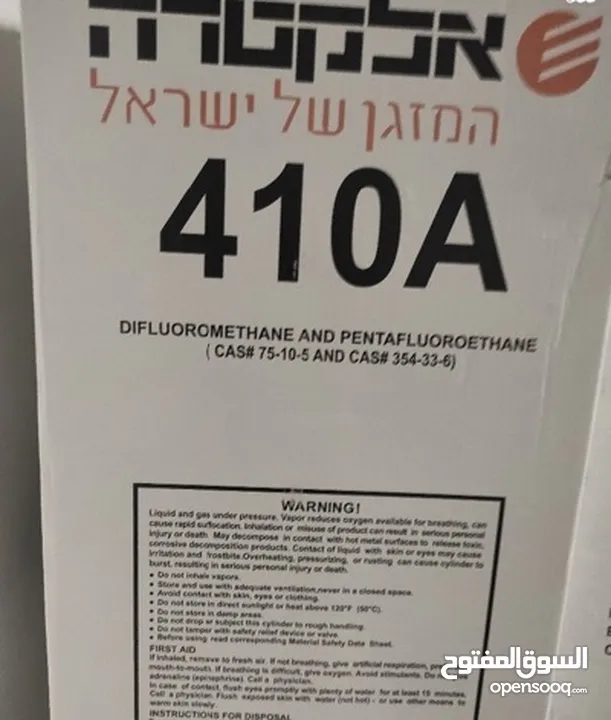 אלקטרה
המזגן של ישראל
410A
DIFLUOROMETHANE AND PENTAFLUOROETHANE
( CAS# 75-10-5 AND CAS# 354-33-6)
WARNING!
Liquid and gas under pressure. Vapor reduces oxygen available for breathing, can
cause rapid suffocation. Inhalation or misuse of product can result in serious personal
injury or death. May decompose in contact with hot metal surfaces to release toxic,
corrosive decomposition products. Contact of liquid with skin or eyes may cause
irritation and frostbite.Overheating, pressurizing, or rusting can cause cylinder to
burst, resulting in serious personal injury or death.
• Do not inhale vapors.
• Store and use with adequate ventilation,never in a closed space.
• Avoid contact with skin, eyes or clothing.
• Do not store in direct sunlight or heat above 120°F (50°C).
• Do not store in damp areas.
• Do not drop or subject this cylinder to rough handling.
• Do not tamper with safety relief device or valve.
• Before using read corresponding Material Safety Data Sheet.
FIRST AID
If inhaled, remove to fresh air. If not breathing, give artificial respiration,
mouth-to-mouth. If breathing is difficult, give oxygen. Avoid stimulants. Do
adrenaline (epinephrine). Call a physician.
In case of contact, flush eyes promptly with plenty of water for at least 15 minutes.
Call a physician. Flush exposed skin with water (not hot) - or use other means to
warm skin slowly.
INSTRUCTIONS FOR DISPOSAL
السوق المفتوح
opensooq.com